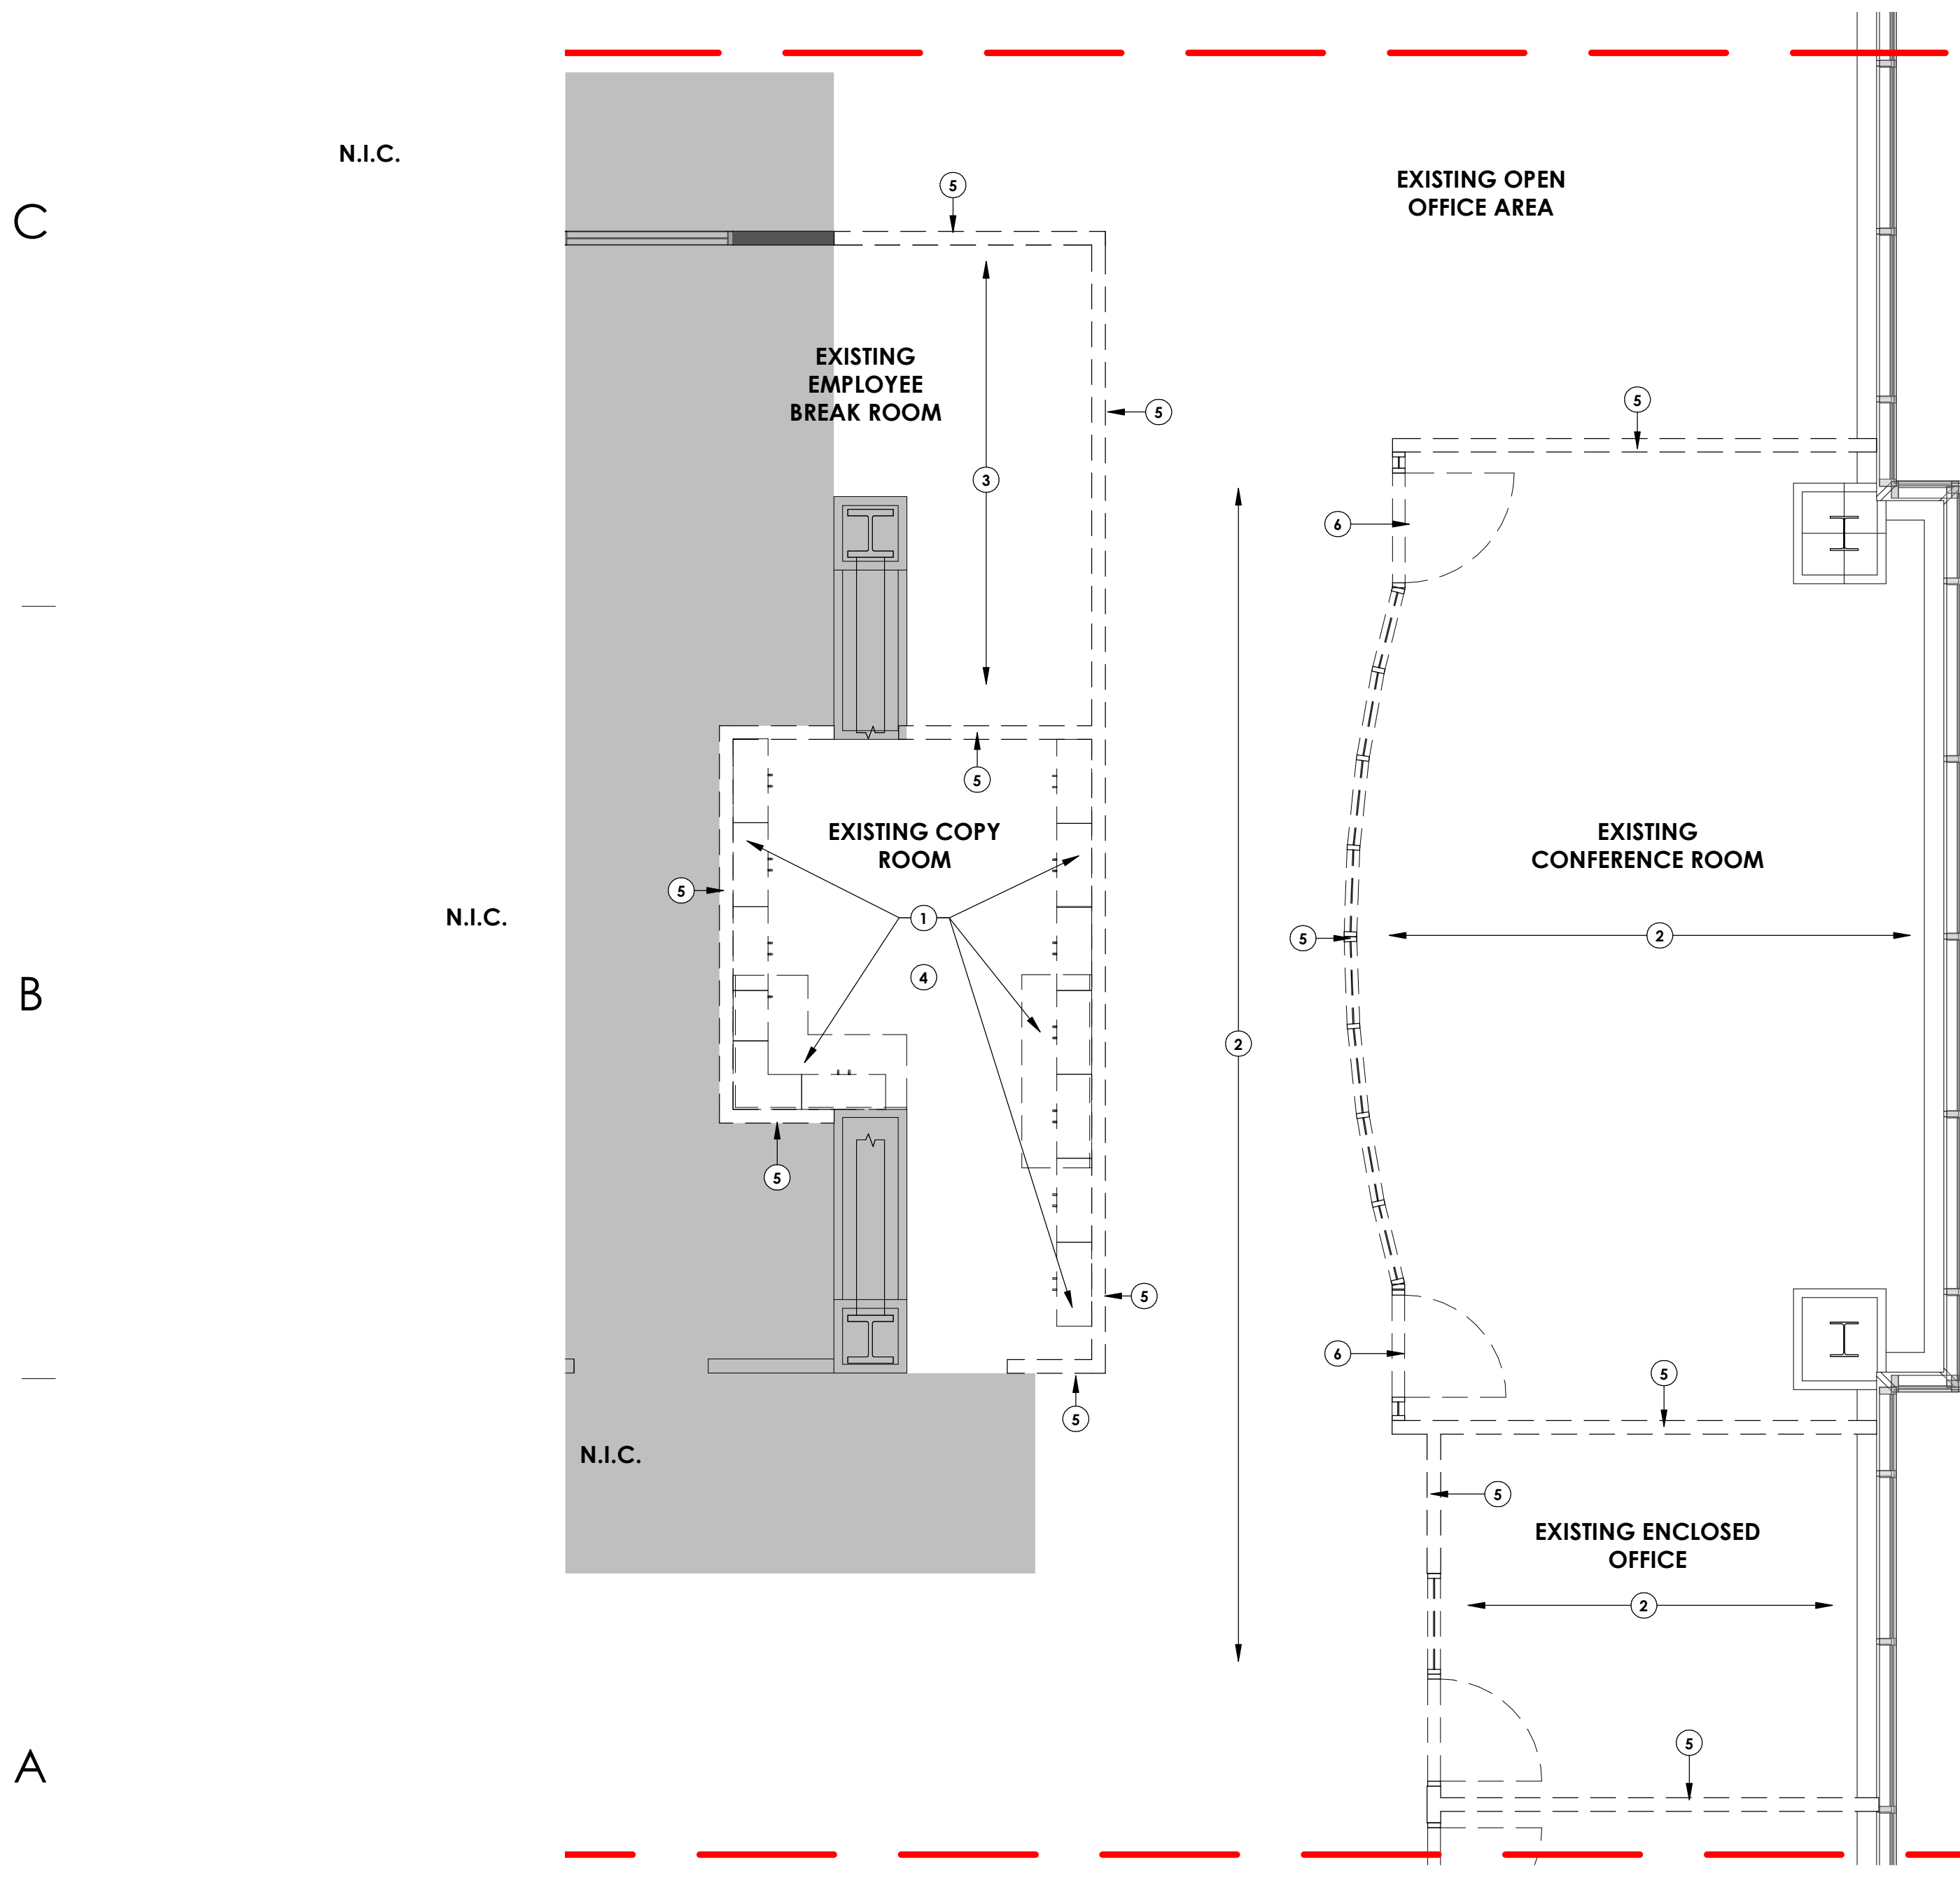 N.I.C.
EXISTING OPEN
OFFICE AREA
C
5
EXISTING
EMPLOYEE
BREAK ROOM
5
5
3
6
5
EXISTING COPY
ROOM
EXISTING
CONFERENCE ROOM
5
N.I.C.
1
5
2
4
B
2
5
5
6
5
5
N.I.C.
5
EXISTING ENCLOSED
OFFICE
2
5
A